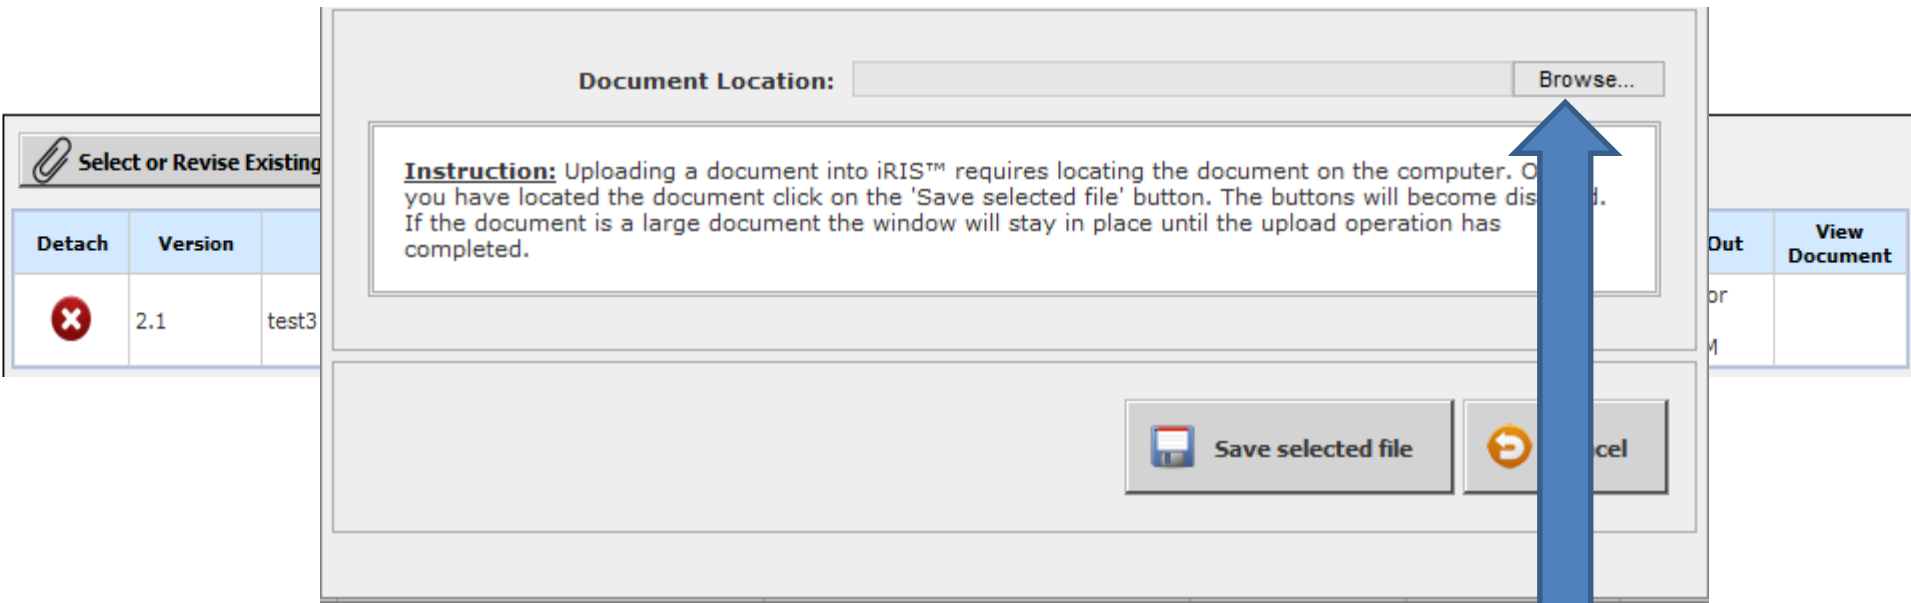 Document Location:
Browse...
Select or Revise Existing
Instruction: Uploading a document into iRIS™ requires locating the document on the computer.
you have located the document click on the 'Save selected file' button. The buttons will become
If the document is a large document the window will stay in place until the upload operation has
completed.
Detach Version Out View Document
2.1 test3 or
Save selected file